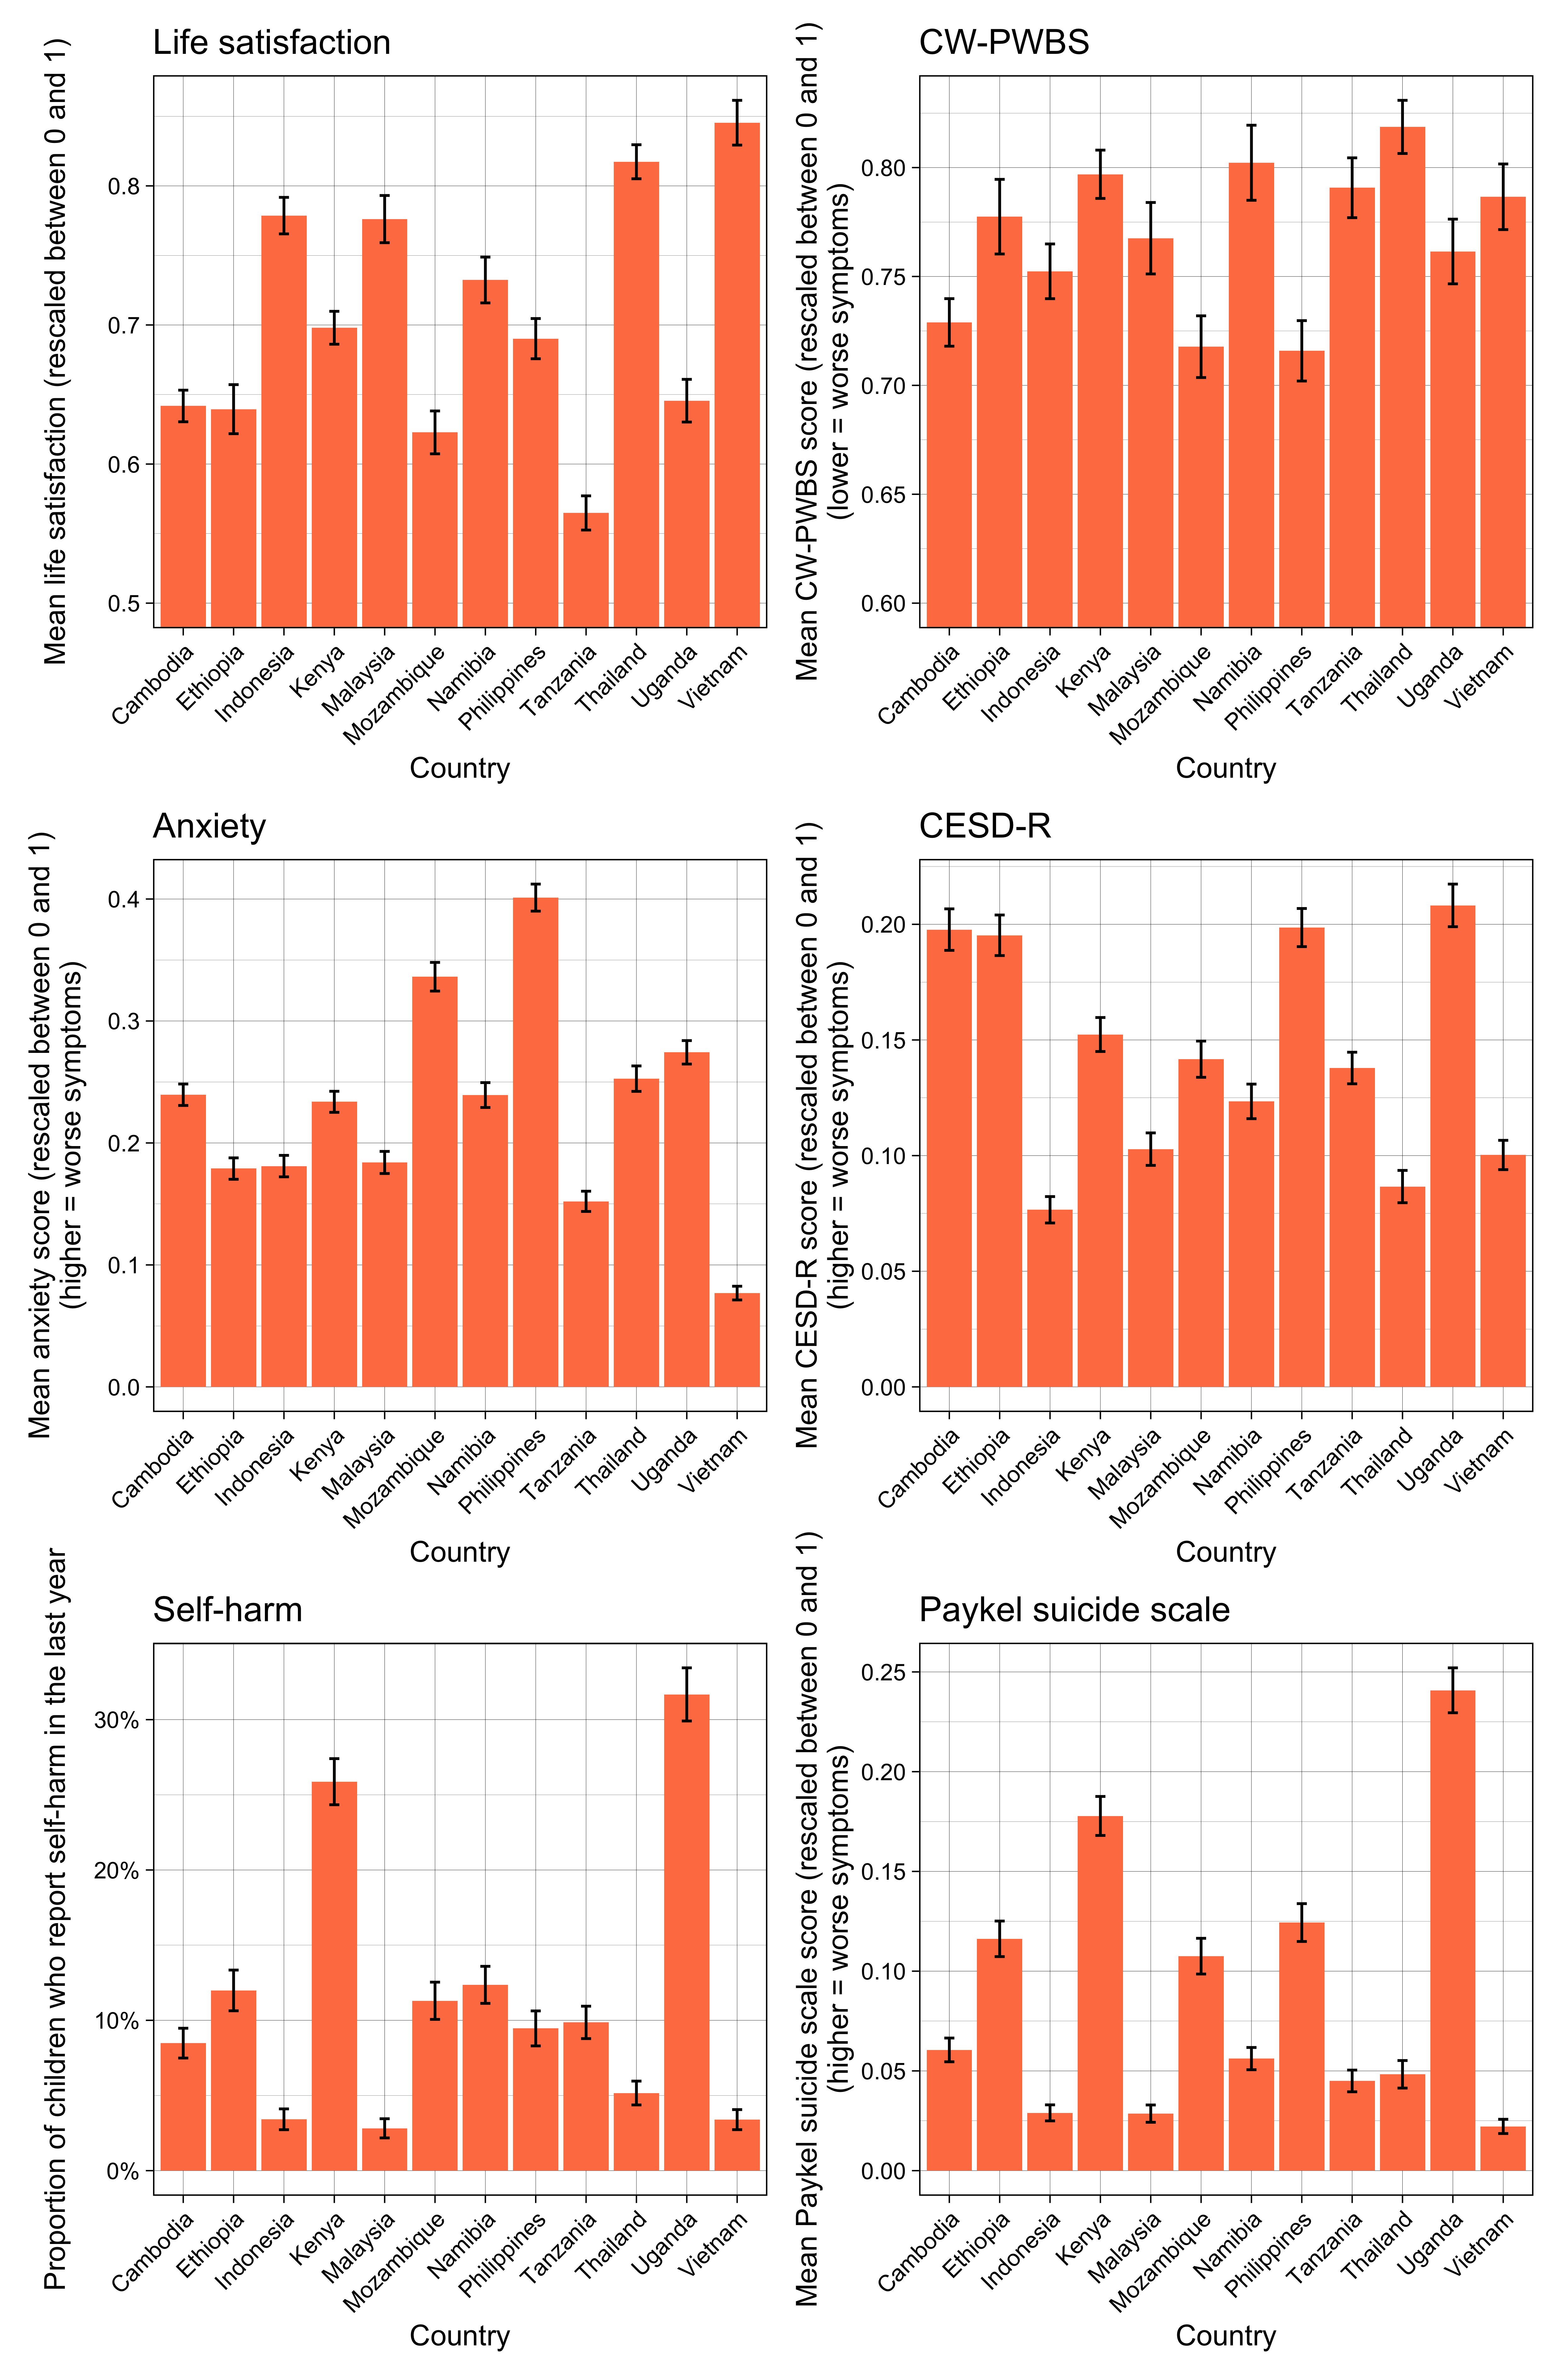 Life satisfaction
Mean life satisfaction (rescaled between 0 and 1)
0.8
0.7
0.6
0.5
Cambodia
Ethiopia
Indonesia
Kenya
Malaysia
Mozambique
Namibia
Philippines
Tanzania
Thailand
Uganda
Vietnam
Country
CW-PWBS
Mean CW-PWBS score (rescaled between 0 and 1)
(lower = worse symptoms)
0.80
0.75
0.70
0.65
0.60
Cambodia
Ethiopia
Indonesia
Kenya
Malaysia
Mozambique
Namibia
Philippines
Tanzania
Thailand
Uganda
Vietnam
Country
Anxiety
Mean anxiety score (rescaled between 0 and 1)
(higher = worse symptoms)
0.4
0.3
0.2
0.1
0.0
Cambodia
Ethiopia
Indonesia
Kenya
Malaysia
Mozambique
Namibia
Philippines
Tanzania
Thailand
Uganda
Vietnam
Country
CESD-R
Mean CESD-R score (rescaled between 0 and 1)
(higher = worse symptoms)
0.20
0.15
0.10
0.05
0.00
Cambodia
Ethiopia
Indonesia
Kenya
Malaysia
Mozambique
Namibia
Philippines
Tanzania
Thailand
Uganda
Vietnam
Country
Self-harm
Proportion of children who report self-harm in the last year
30%
20%
10%
0%
Cambodia
Ethiopia
Indonesia
Kenya
Malaysia
Mozambique
Namibia
Philippines
Tanzania
Thailand
Uganda
Vietnam
Country
Paykel suicide scale
Mean Paykel suicide scale score (rescaled between 0 and 1)
(higher = worse symptoms)
0.25
0.20
0.15
0.10
0.05
0.00
Cambodia
Ethiopia
Indonesia
Kenya
Malaysia
Mozambique
Namibia
Philippines
Tanzania
Thailand
Uganda
Vietnam
Country